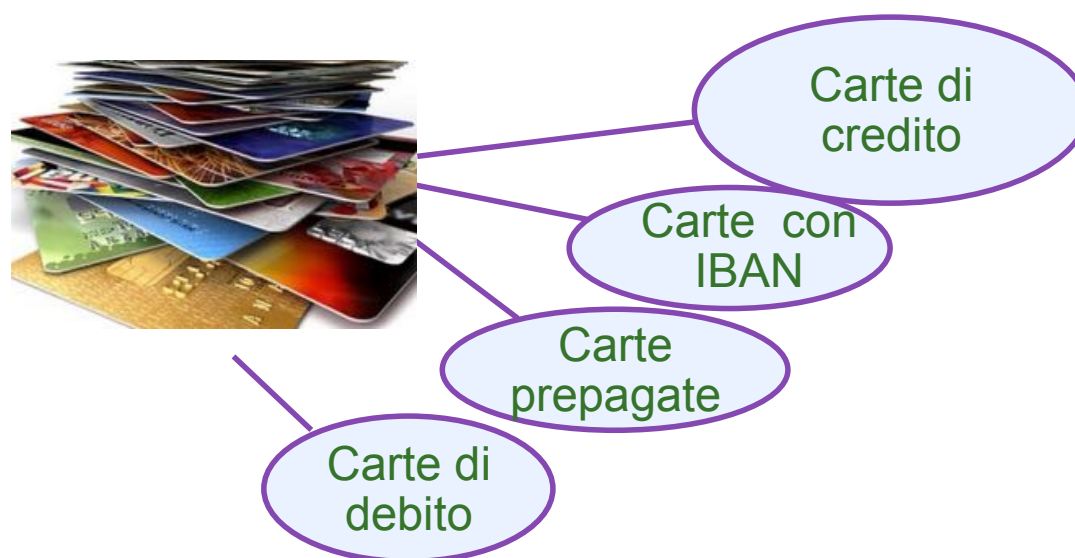 Carte di
credito
Carte con
IBAN
Carte
prepagate
Carte di
debito